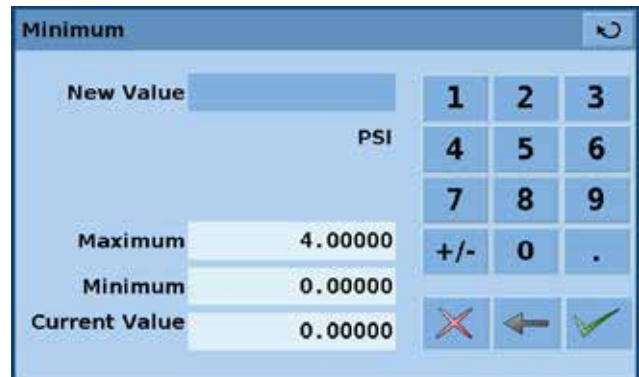 Minimum
New Value
PSI
Maximum 4.00000
Minimum 0.00000
Current Value 0.00000
1 2 3
4 5 6
7 8 9
+/- 0 .